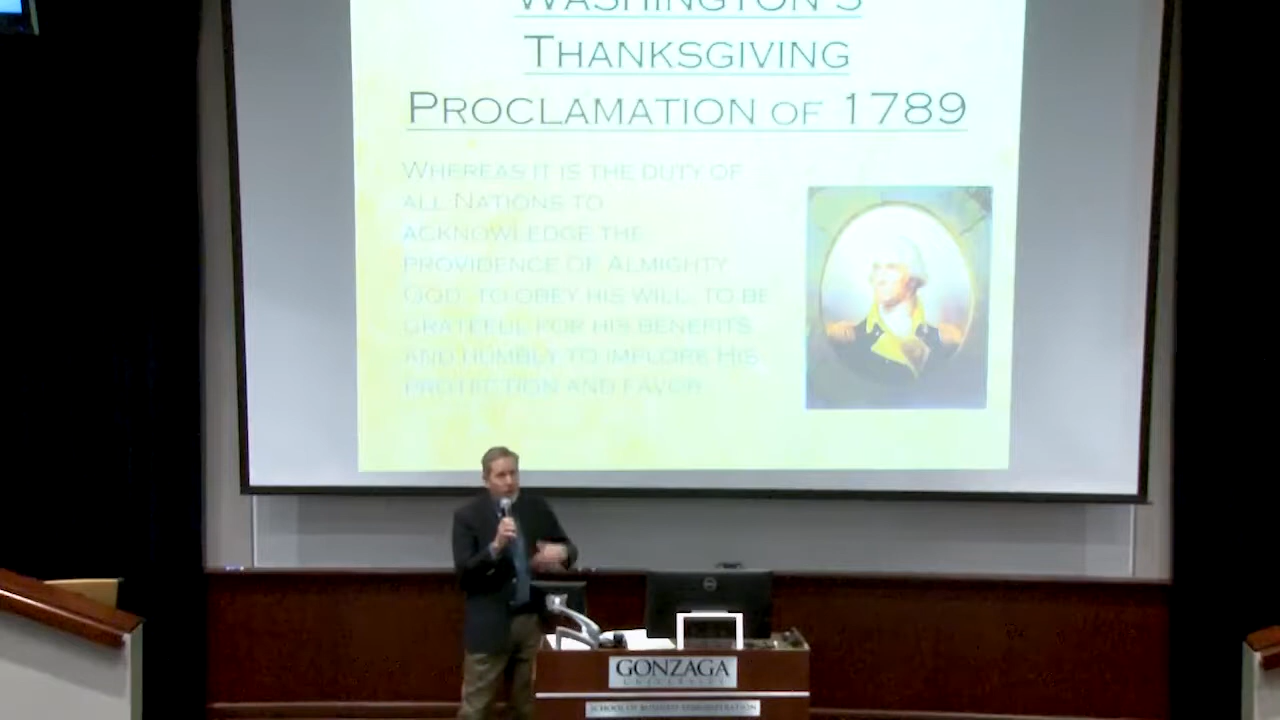 WASHINGTON'S
THANKSGIVING
PROCLAMATION OF 1789
WHEREAS IT IS THE DUTY OF
ALL NATIONS TO
ACKNOWLEDGE THE
PROVIDENCE OF ALMIGHTY
GOD, TO OBEY HIS WILL, TO BE
GRATEFUL FOR HIS BENEFITS,
AND HUMBLY TO IMPLORE HIS
PROTECTION AND FAVOR
GONZAGA
UNIVERSITY
SCHOOL OF BUSINESS ADMINISTRATION